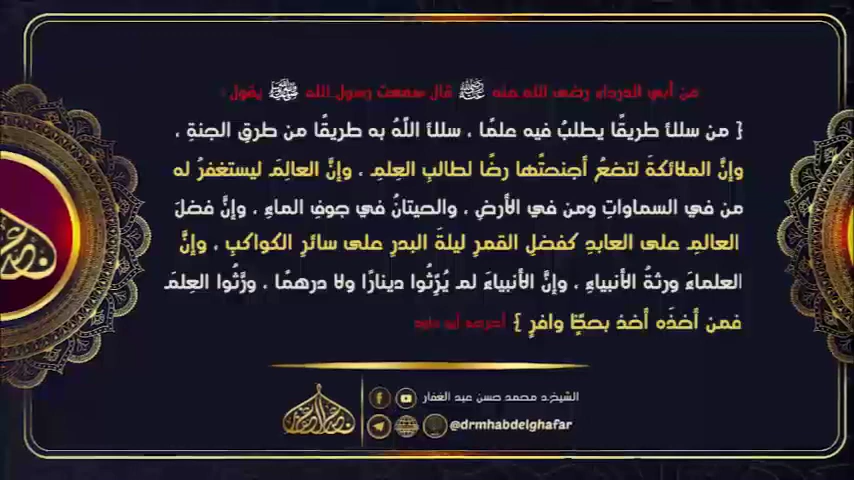 من أبي الدرداء رضى الله عنه ﵁ قال سمعت رسول الله ﷺ يقول :
{ من سلك طريقًا يطلبُ فيه علمًا ، سلك اللهُ به طريقًا من طرقِ الجنةِ ،
وإنَّ الملائكةَ لتضعُ أجنحتَها رضًا لطالبِ العِلمِ ، وإنَّ العالِمَ ليستغفرُ له
من في السماواتِ ومن في الأرضِ ، والحيتانُ في جوفِ الماءِ ، وإنَّ فضلَ
العالمِ على العابدِ كفضلِ القمرِ ليلةَ البدرِ على سائرِ الكواكبِ ، وإنَّ
العلماءَ ورثةُ الأنبياءِ ، وإنَّ الأنبياءَ لم يُرِّثُوا دينارًا ولا درهمًا ، ورَّثُوا العِلمَ
فمن أخذَه أخذ بحظٍّ وافرٍ } أخرجه أبو داود
الشيخ.د محمد حسن عبد الغفار
@drmhabdelghafar